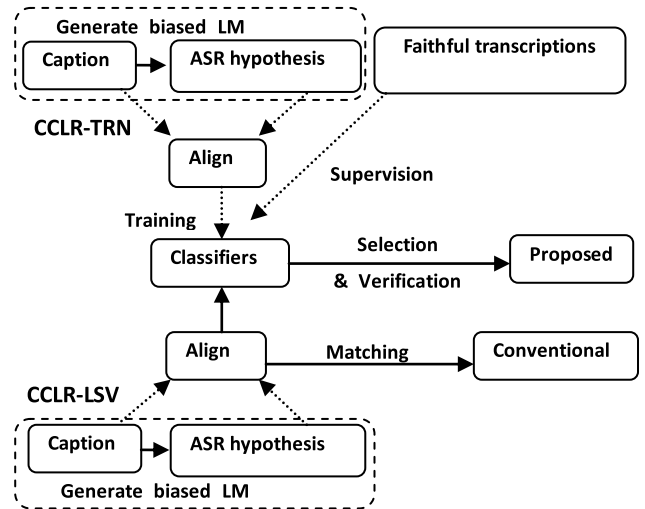 Generate biased LM
Caption
ASR hypothesis
Faithful transcriptions
CCLR-TRN
Align
Supervision
Training
Classifiers
Selection
& Verification
Proposed
Align
Matching
Conventional
CCLR-LSV
Caption
ASR hypothesis
Generate biased LM